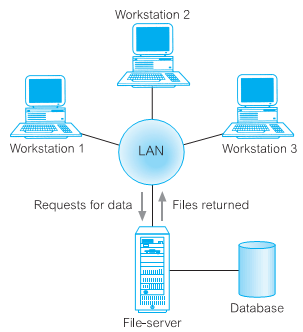 Workstation 2
Workstation 1
LAN
Workstation 3
Requests for data
Files returned
Database
File-server